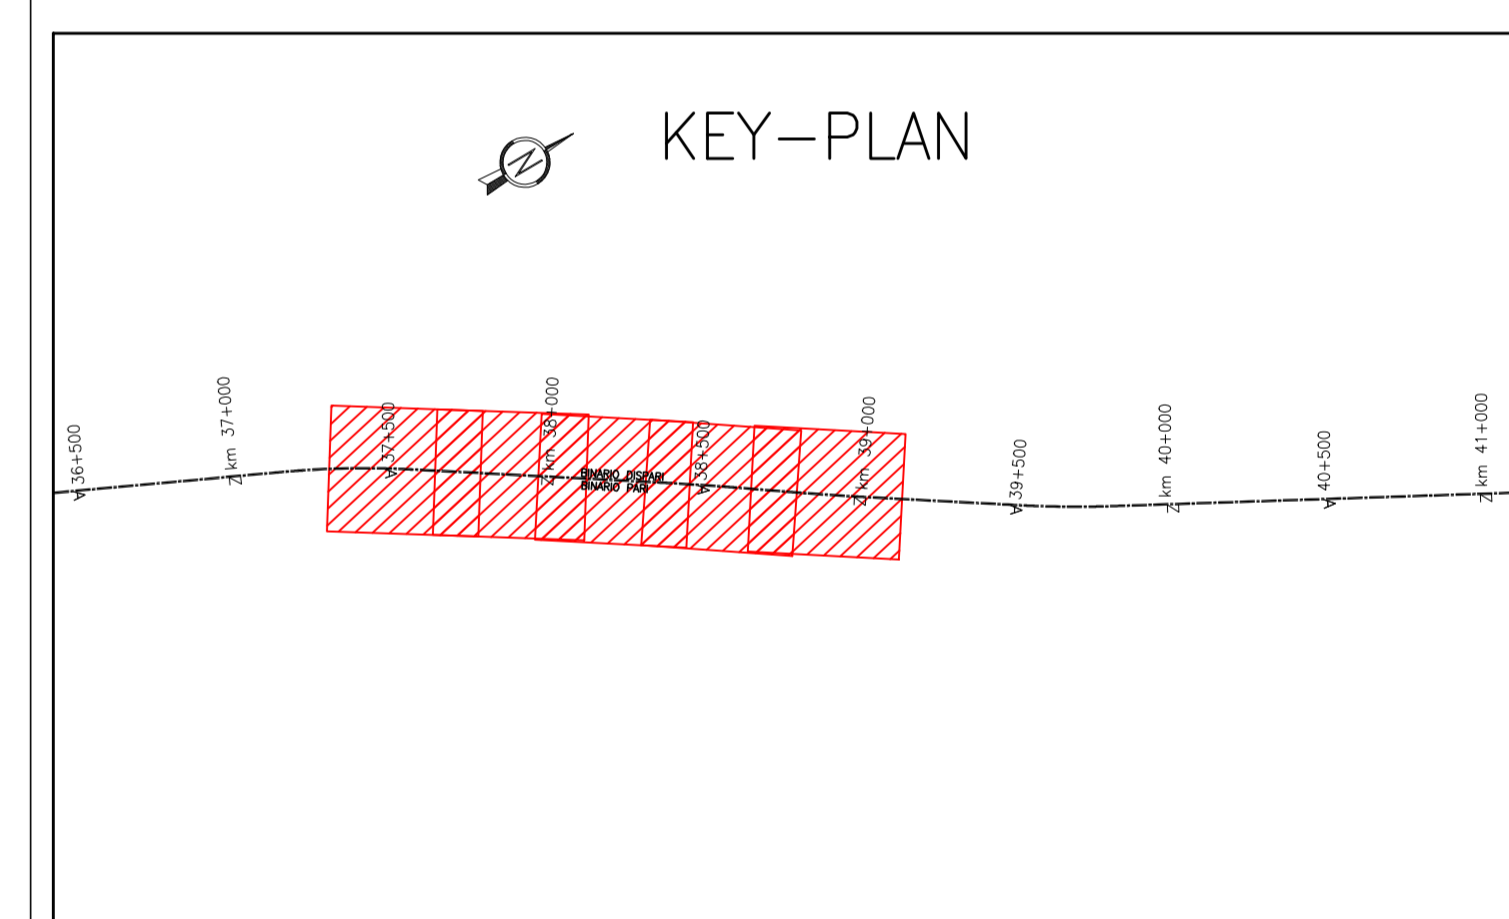 KEY-PLAN
N
36+500
km 37+000
37+500
km 38+000
BINARIO DISPARI
BINARIO PARI
38+500
km 39+000
39+500
km 40+000
40+500
km 41+000